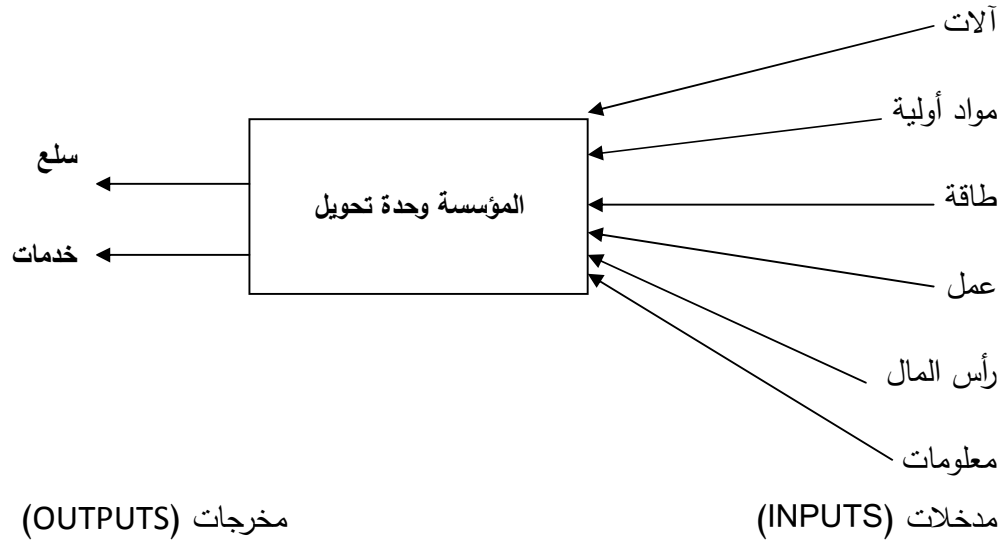 آلات
مواد أولية
سلع
المؤسسة وحدة تحويل
طاقة
خدمات
عمل
رأس المال
معلومات
مدخلات (INPUTS)
مخرجات (OUTPUTS)